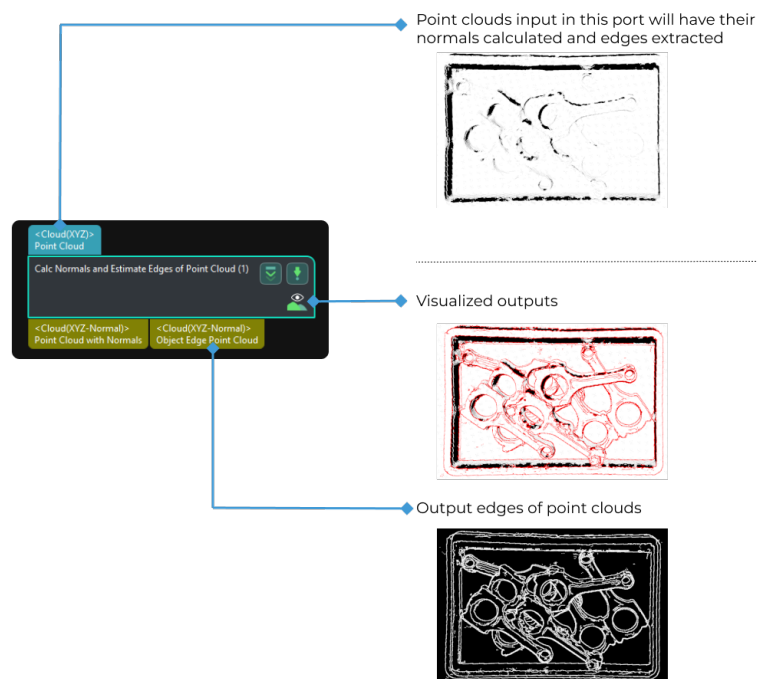 Point clouds input in this port will have their
normals calculated and edges extracted
<Cloud(XYZ)>
Point Cloud
Calc Normals and Estimate Edges of Point Cloud (1)
<Cloud(XYZ-Normal)>
Point Cloud with Normals
<Cloud(XYZ-Normal)>
Object Edge Point Cloud
Visualized outputs
Output edges of point clouds